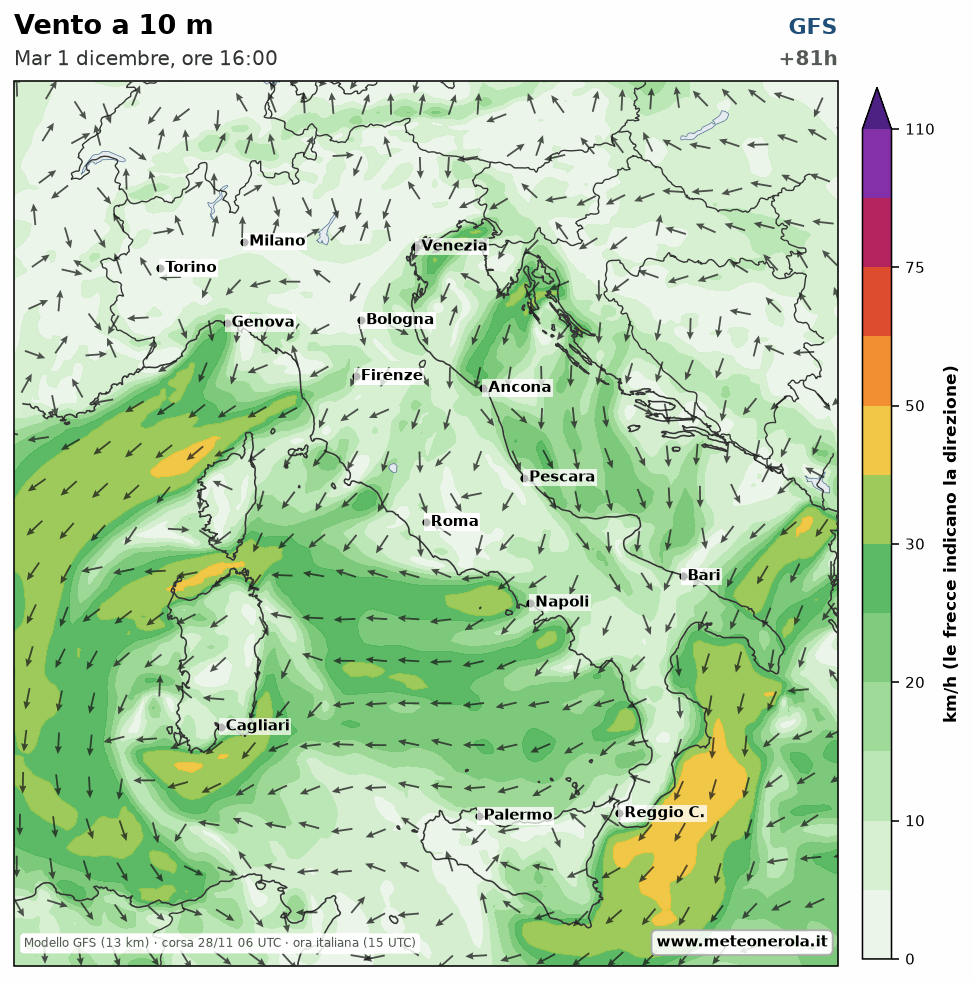 Vento a 10 m
GFS
Mar 1 dicembre, ore 16:00
+81h
110
75
50
30
20
10
0
km/h (le frecce indicano la direzione)
Milano
Venezia
Torino
Genova
Bologna
Firenze
Ancona
Pescara
Roma
Bari
Napoli
Cagliari
Palermo
Reggio C.
Modello GFS (13 km) · corsa 28/11 06 UTC · ora italiana (15 UTC)
www.meteonerola.it